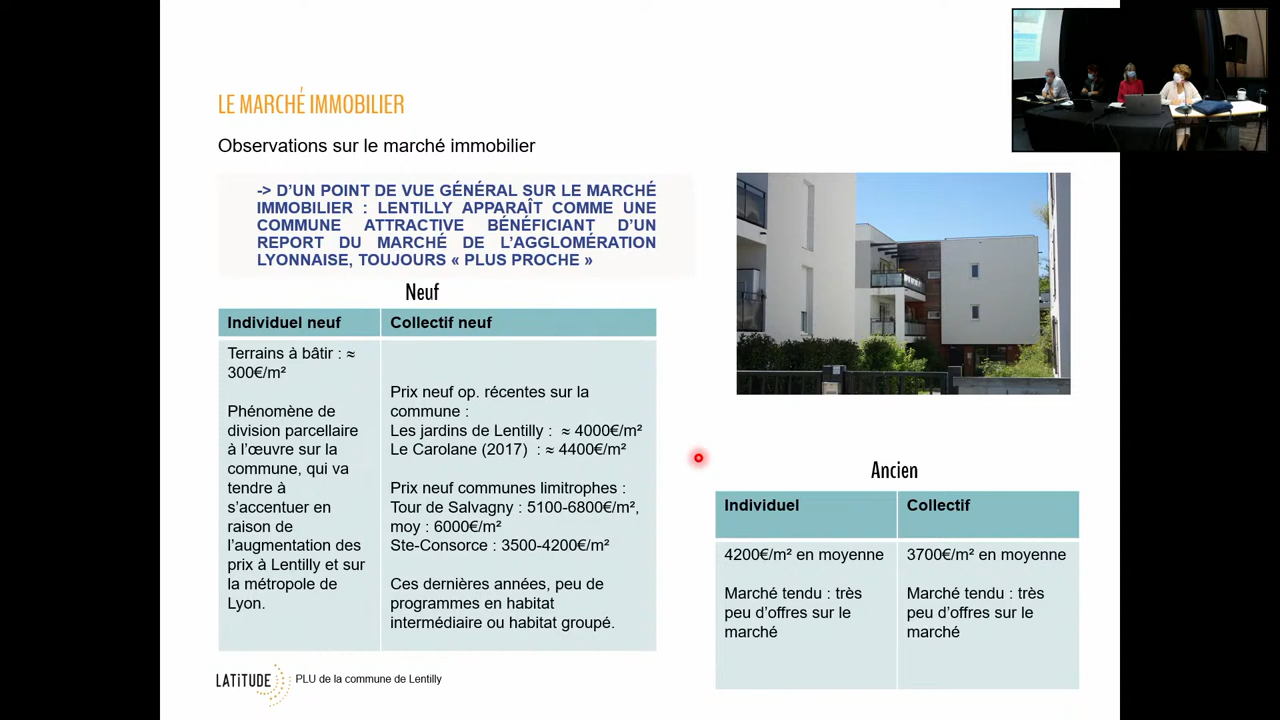 LE MARCHÉ IMMOBILIER
Observations sur le marché immobilier
-> D'UN POINT DE VUE GÉNÉRAL SUR LE MARCHÉ
IMMOBILIER : LENTILLY APPARAÎT COMME UNE
COMMUNE ATTRACTIVE BÉNÉFICIANT D'UN
REPORT DU MARCHÉ DE L'AGGLOMÉRATION
LYONNAISE, TOUJOURS « PLUS PROCHE »
Neuf
Individuel neuf
Terrains à bâtir : ≈
300€/m²
Phénomène de
division parcellaire
à l'œuvre sur la
commune, qui va
tendre à
s'accentuer en
raison de
l'augmentation des
prix à Lentilly et sur
la métropole de
Lyon.
Collectif neuf
Prix neuf op. récentes sur la
commune :
Les jardins de Lentilly : ≈ 4000€/m²
Le Carolane (2017) : ≈ 4400€/m²
Prix neuf communes limitrophes :
Tour de Salvagny : 5100-6800€/m²,
moy : 6000€/m²
Ste-Consorce : 3500-4200€/m²
Ces dernières années, peu de
programmes en habitat
intermédiaire ou habitat groupé.
Ancien
Individuel
4200€/m² en moyenne
Marché tendu : très
peu d'offres sur le
marché
Collectif
3700€/m² en moyenne
Marché tendu : très
peu d'offres sur le
marché
LATITUDE
PLU de la commune de Lentilly